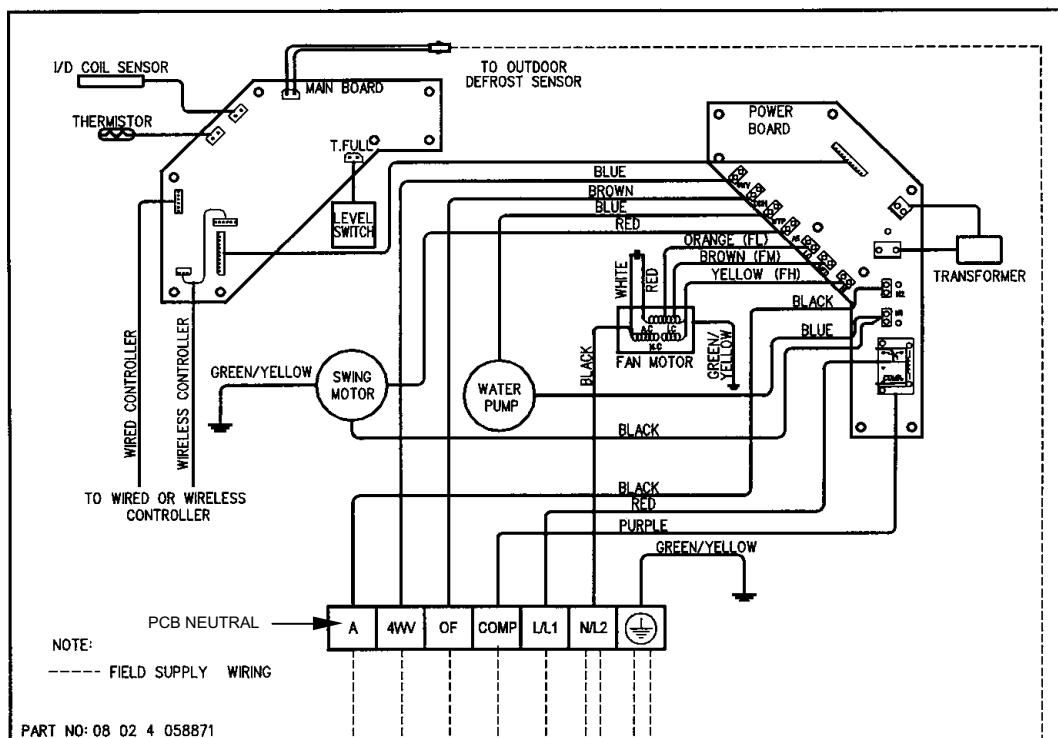 I/D COIL SENSOR
TO OUTDOOR
DEFROST SENSOR
MAIN BOARD
THERMISTOR
T.FULL
LEVEL
SWITCH
POWER
BOARD
BLUE
BROWN
BLUE
RED
ORANGE (FL)
BROWN (FM)
YELLOW (FH)
WHITE
RED
FAN MOTOR
BLACK
GREEN/
YELLOW
TRANSFORMER
BLACK
BLUE
GREEN/YELLOW
SWING
MOTOR
WATER
PUMP
BLACK
WIRED CONTROLLER
WIRELESS CONTROLLER
TO WIRED OR WIRELESS
CONTROLLER
BLACK
RED
PURPLE
GREEN/YELLOW
PCB NEUTRAL
A
4WV
OF
COMP
L/L1
N/L2
NOTE:
FIELD SUPPLY WIRING
PART NO: 08 02 4 058871